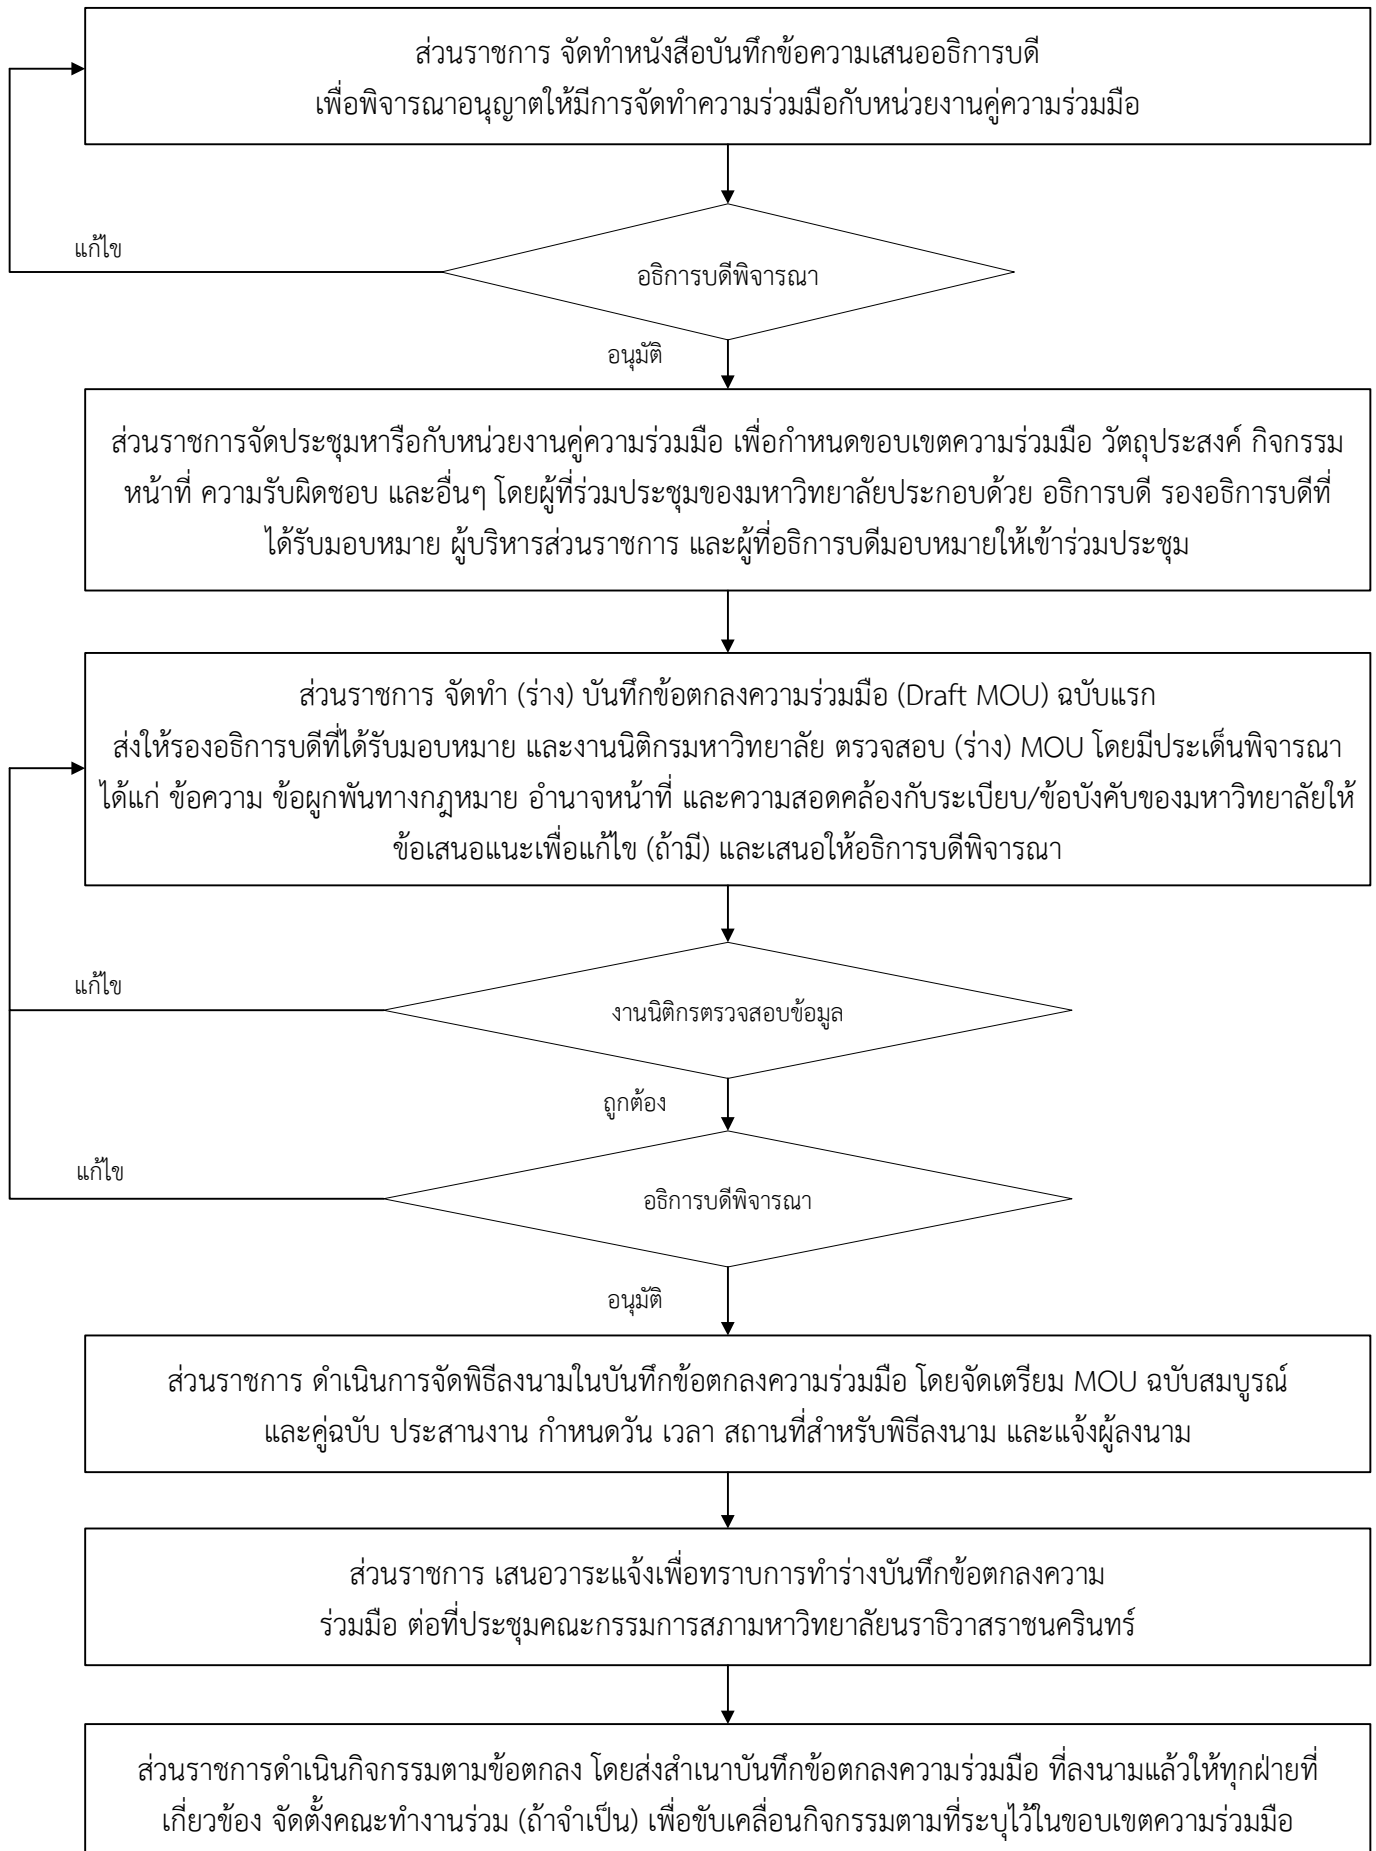 ส่วนราชการ จัดทำหนังสือบันทึกข้อความเสนออธิการบดี
เพื่อพิจารณาอนุญาตให้มีการจัดทำความร่วมมือกับหน่วยงานคู่ความร่วมมือ
แก้ไข
อธิการบดีพิจารณา
อนุมัติ
ส่วนราชการจัดประชุมหารือกับหน่วยงานคู่ความร่วมมือ เพื่อกำหนดขอบเขตความร่วมมือ วัตถุประสงค์ กิจกรรม
หน้าที่ ความรับผิดชอบ และอื่นๆ โดยผู้ที่ร่วมประชุมของมหาวิทยาลัยประกอบด้วย อธิการบดี รองอธิการบดีที่
ได้รับมอบหมาย ผู้บริหารส่วนราชการ และผู้ที่อธิการบดีมอบหมายให้เข้าร่วมประชุม
ส่วนราชการ จัดทำ (ร่าง) บันทึกข้อตกลงความร่วมมือ (Draft MOU) ฉบับแรก
ส่งให้รองอธิการบดีที่ได้รับมอบหมาย และงานนิติกรมหาวิทยาลัย ตรวจสอบ (ร่าง) MOU โดยมีประเด็นพิจารณา
ได้แก่ ข้อความ ข้อผูกพันทางกฎหมาย อำนาจหน้าที่ และความสอดคล้องกับระเบียบ/ข้อบังคับของมหาวิทยาลัยให้
ข้อเสนอแนะเพื่อแก้ไข (ถ้ามี) และเสนอให้อธิการบดีพิจารณา
แก้ไข
งานนิติกรตรวจสอบข้อมูล
ถูกต้อง
แก้ไข
อธิการบดีพิจารณา
อนุมัติ
ส่วนราชการ ดำเนินการจัดพิธีลงนามในบันทึกข้อตกลงความร่วมมือ โดยจัดเตรียม MOU ฉบับสมบูรณ์
และคู่ฉบับ ประสานงาน กำหนดวัน เวลา สถานที่สำหรับพิธีลงนาม และแจ้งผู้ลงนาม
ส่วนราชการ เสนอวาระแจ้งเพื่อทราบการทำร่างบันทึกข้อตกลงความ
ร่วมมือ ต่อที่ประชุมคณะกรรมการสภามหาวิทยาลัยนราธิวาสราชนครินทร์
ส่วนราชการดำเนินกิจกรรมตามข้อตกลง โดยส่งสำเนาบันทึกข้อตกลงความร่วมมือ ที่ลงนามแล้วให้ทุกฝ่ายที่
เกี่ยวข้อง จัดตั้งคณะทำงานร่วม (ถ้าจำเป็น) เพื่อขับเคลื่อนกิจกรรมตามที่ระบุไว้ในขอบเขตความร่วมมือ